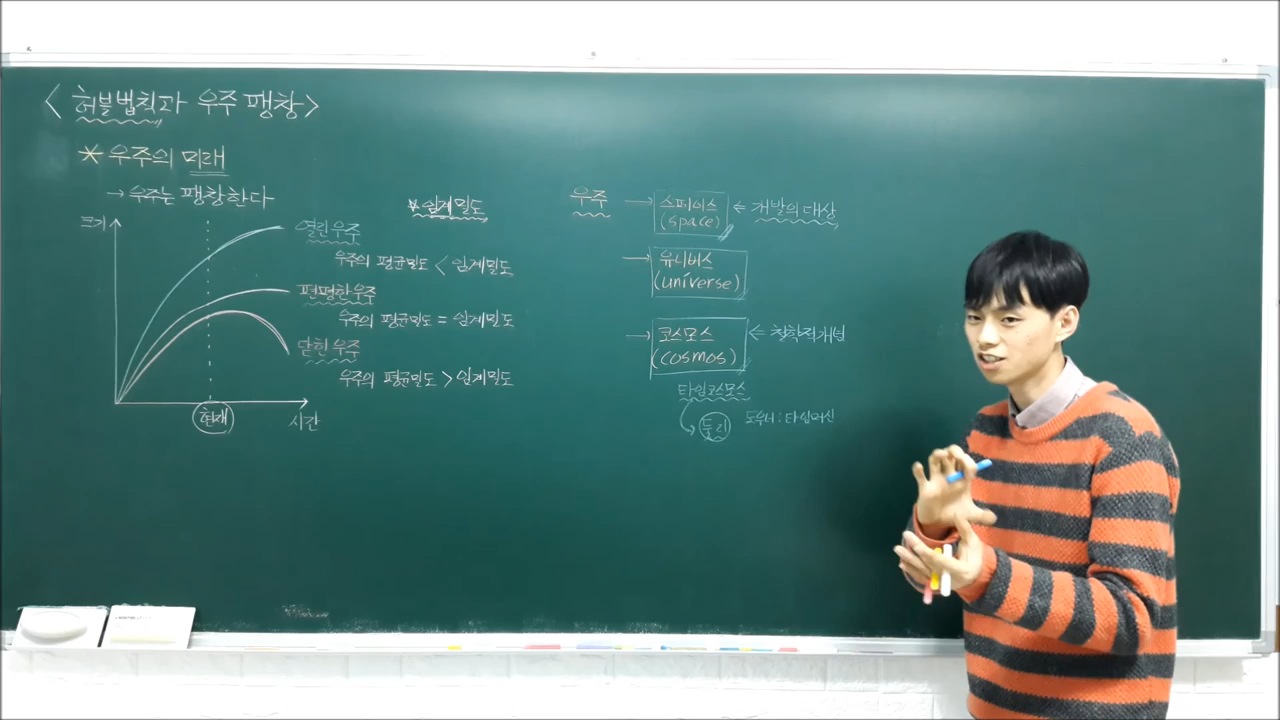 <허블법칙과 우주 팽창>
* 우주의 미래
→ 우주는 팽창한다
크기
열린 우주
우주의 평균밀도 < 임계밀도
편평한 우주
우주의 평균밀도 = 임계밀도
닫힌 우주
우주의 평균밀도 > 임계밀도
현재
시간
* 임계밀도
우주 → 스페이스 ⇐ 개발의 대상
(space)
→ 유니버스
(universe)
→ 코스모스 ⇐ 철학적 개념
(cosmos)
타임코스모스
둘리 도우너 : 타임머신